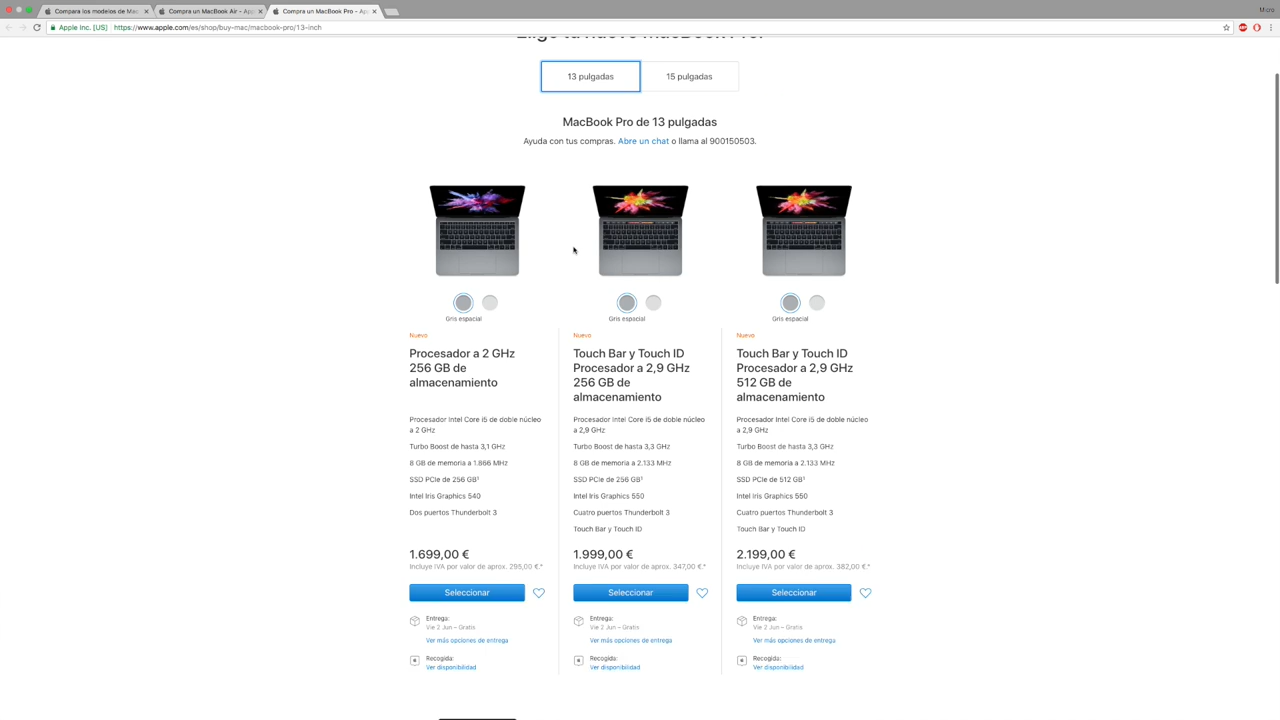 Compara los modelos de Mac
Compra un MacBook Air - Ap
Compra un MacBook Pro - Ap
Micro
Apple Inc. [US]
https://www.apple.com/es/shop/buy-mac/macbook-pro/13-inch
Elige tu nuevo MacBook Pro.
13 pulgadas
15 pulgadas
MacBook Pro de 13 pulgadas
Ayuda con tus compras. Abre un chat o llama al 900150503.
Gris espacial
Gris espacial
Gris espacial
Nuevo
Procesador a 2 GHz
256 GB de
almacenamiento
Procesador Intel Core i5 de doble núcleo
a 2 GHz
Turbo Boost de hasta 3,1 GHz
8 GB de memoria a 1.866 MHz
SSD PCIe de 256 GB¹
Intel Iris Graphics 540
Dos puertos Thunderbolt 3
1.699,00 €
Incluye IVA por valor de aprox. 295,00 €.*
Seleccionar
Entrega:
Vie 2 Jun – Gratis
Ver más opciones de entrega
Recogida:
Ver disponibilidad
Nuevo
Touch Bar y Touch ID
Procesador a 2,9 GHz
256 GB de
almacenamiento
Procesador Intel Core i5 de doble núcleo
a 2,9 GHz
Turbo Boost de hasta 3,3 GHz
8 GB de memoria a 2.133 MHz
SSD PCIe de 256 GB¹
Intel Iris Graphics 550
Cuatro puertos Thunderbolt 3
Touch Bar y Touch ID
1.999,00 €
Incluye IVA por valor de aprox. 347,00 €.*
Seleccionar
Entrega:
Vie 2 Jun – Gratis
Ver más opciones de entrega
Recogida:
Ver disponibilidad
Nuevo
Touch Bar y Touch ID
Procesador a 2,9 GHz
512 GB de
almacenamiento
Procesador Intel Core i5 de doble núcleo
a 2,9 GHz
Turbo Boost de hasta 3,3 GHz
8 GB de memoria a 2.133 MHz
SSD PCIe de 512 GB¹
Intel Iris Graphics 550
Cuatro puertos Thunderbolt 3
Touch Bar y Touch ID
2.199,00 €
Incluye IVA por valor de aprox. 382,00 €.*
Seleccionar
Entrega:
Vie 2 Jun – Gratis
Ver más opciones de entrega
Recogida:
Ver disponibilidad